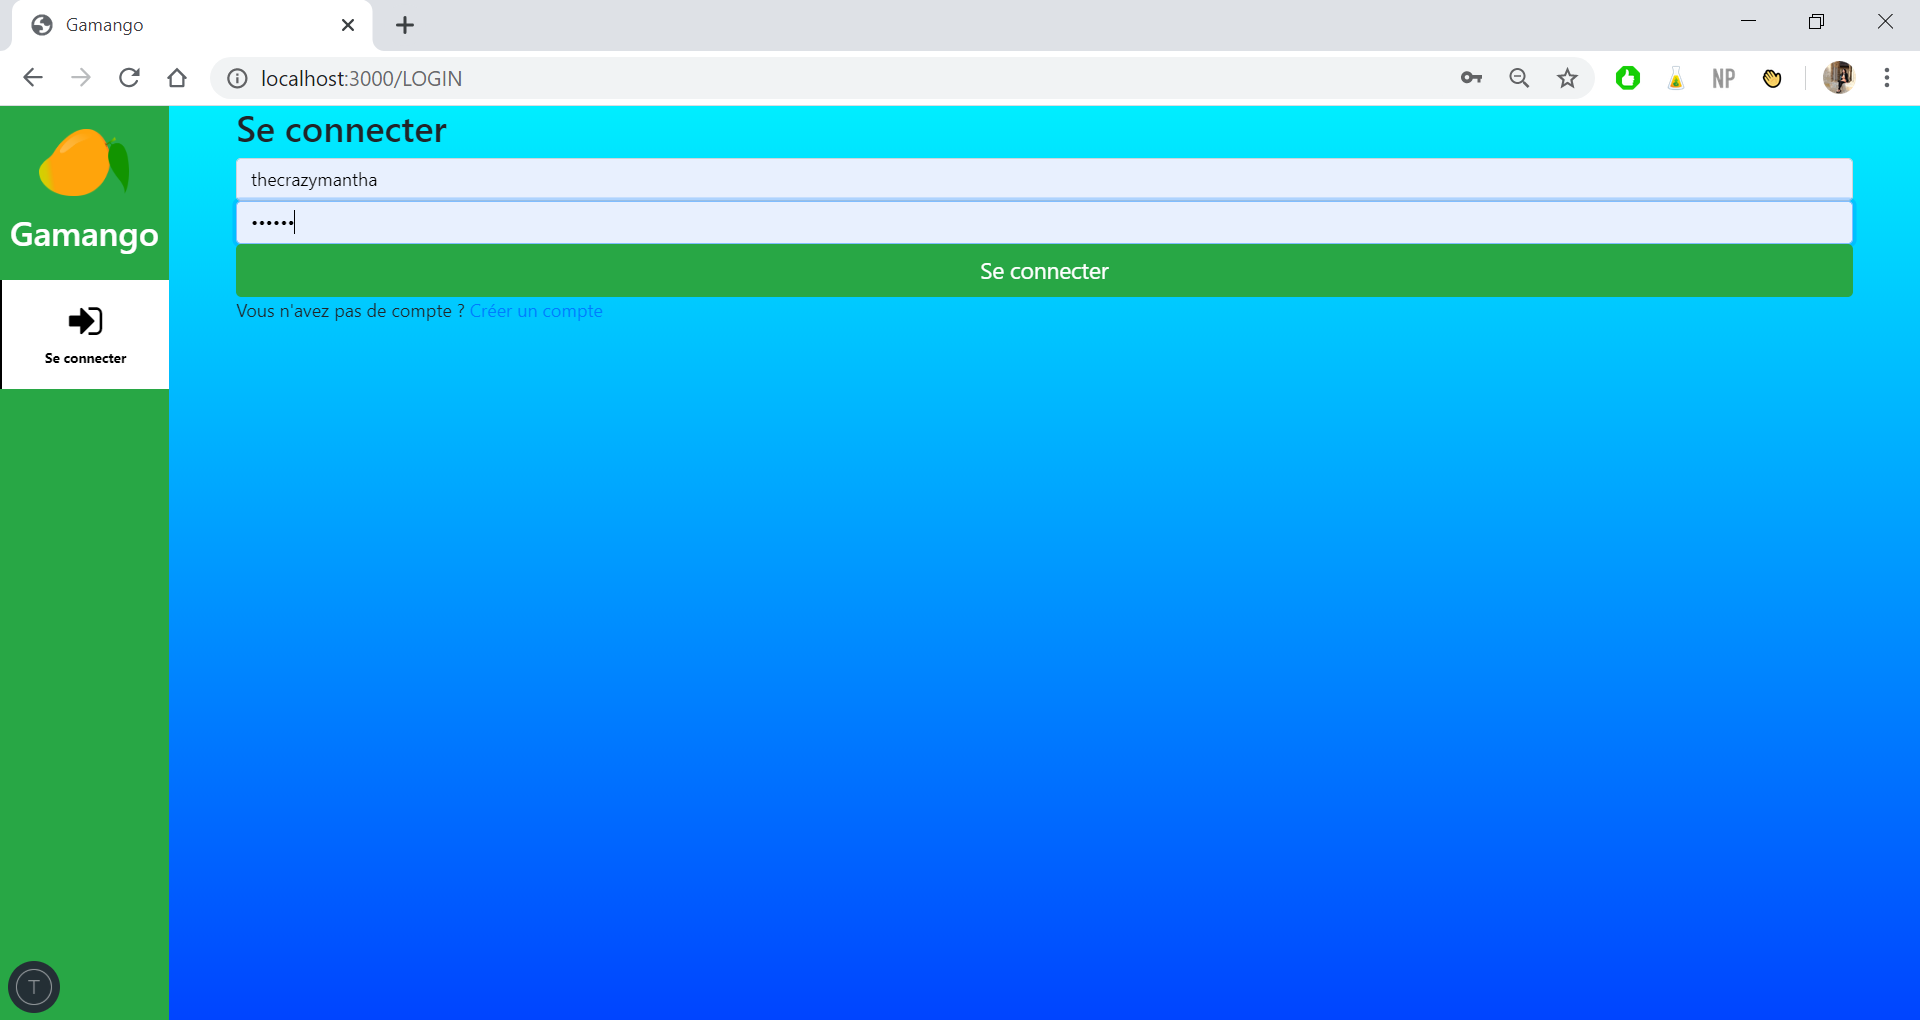 Gamango
localhost:3000/LOGIN
NP
Gamango
Se connecter
Se connecter
thecrazymantha
••••••
Se connecter
Vous n'avez pas de compte ? Créer un compte
T